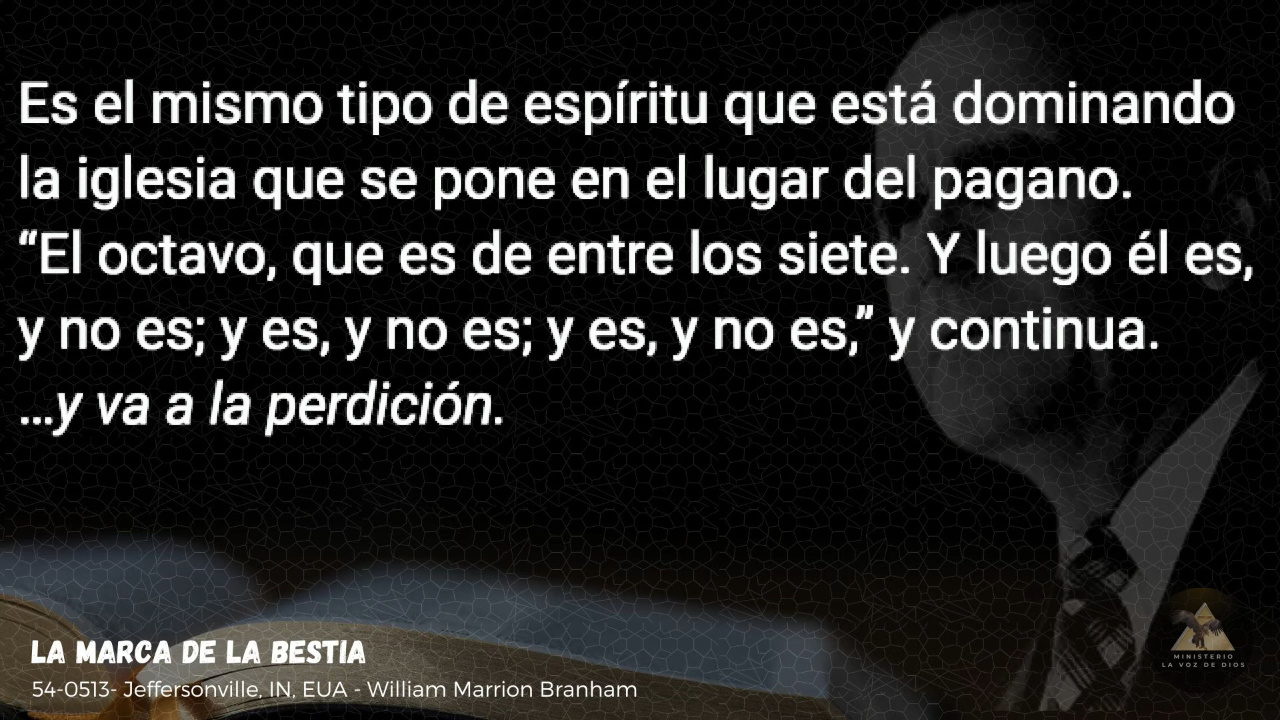 Es el mismo tipo de espíritu que está dominando
la iglesia que se pone en el lugar del pagano.
“El octavo, que es de entre los siete. Y luego él es,
y no es; y es, y no es; y es, y no es,” y continua.
…y va a la perdición.
LA MARCA DE LA BESTIA
54-0513- Jeffersonville, IN, EUA - William Marrion Branham
MINISTERIO
LA VOZ DE DIOS